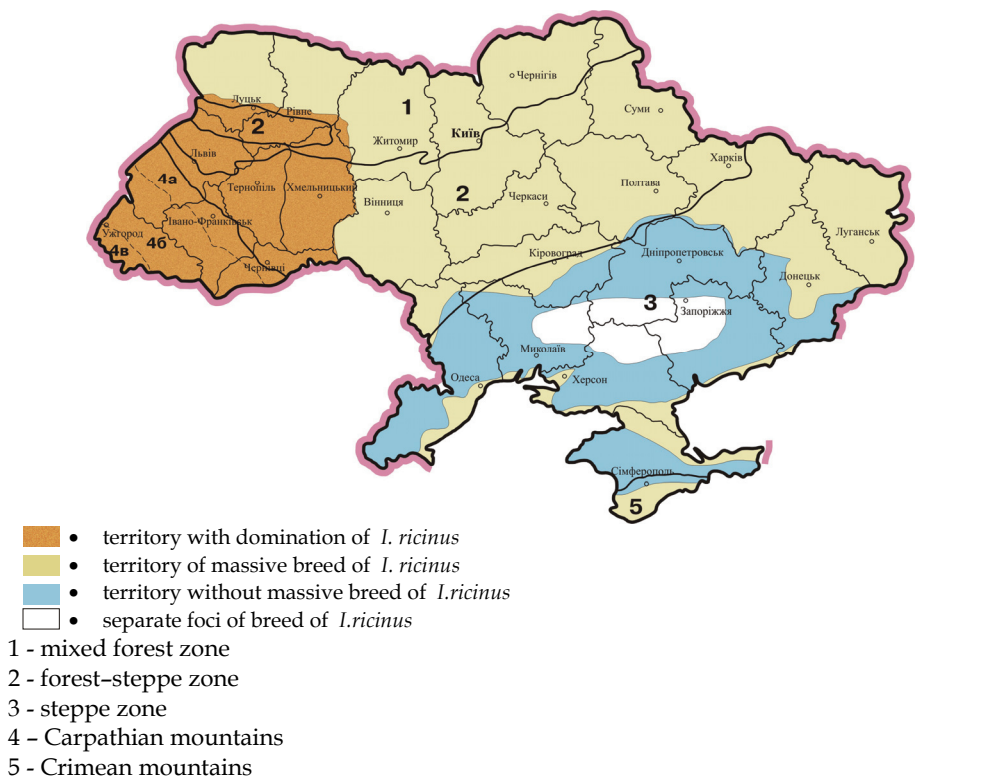 Чернігів
Луцьк
Рівне
1
Суми
2
Житомир
Київ
Львів
Харків
4а
Тернопіль
Хмельницький
2
Полтава
Вінниця
Черкаси
Івано-Франківськ
Ужгород
4в
4б
Луганськ
Чернівці
Кіровоград
Дніпропетровськ
Донецьк
3
Запоріжжя
Миколаїв
Одеса
Херсон
Сімферополь
5
• territory with domination of I. ricinus
• territory of massive breed of I. ricinus
• territory without massive breed of I.ricinus
• separate foci of breed of I.ricinus
1 - mixed forest zone
2 - forest–steppe zone
3 - steppe zone
4 – Carpathian mountains
5 - Crimean mountains